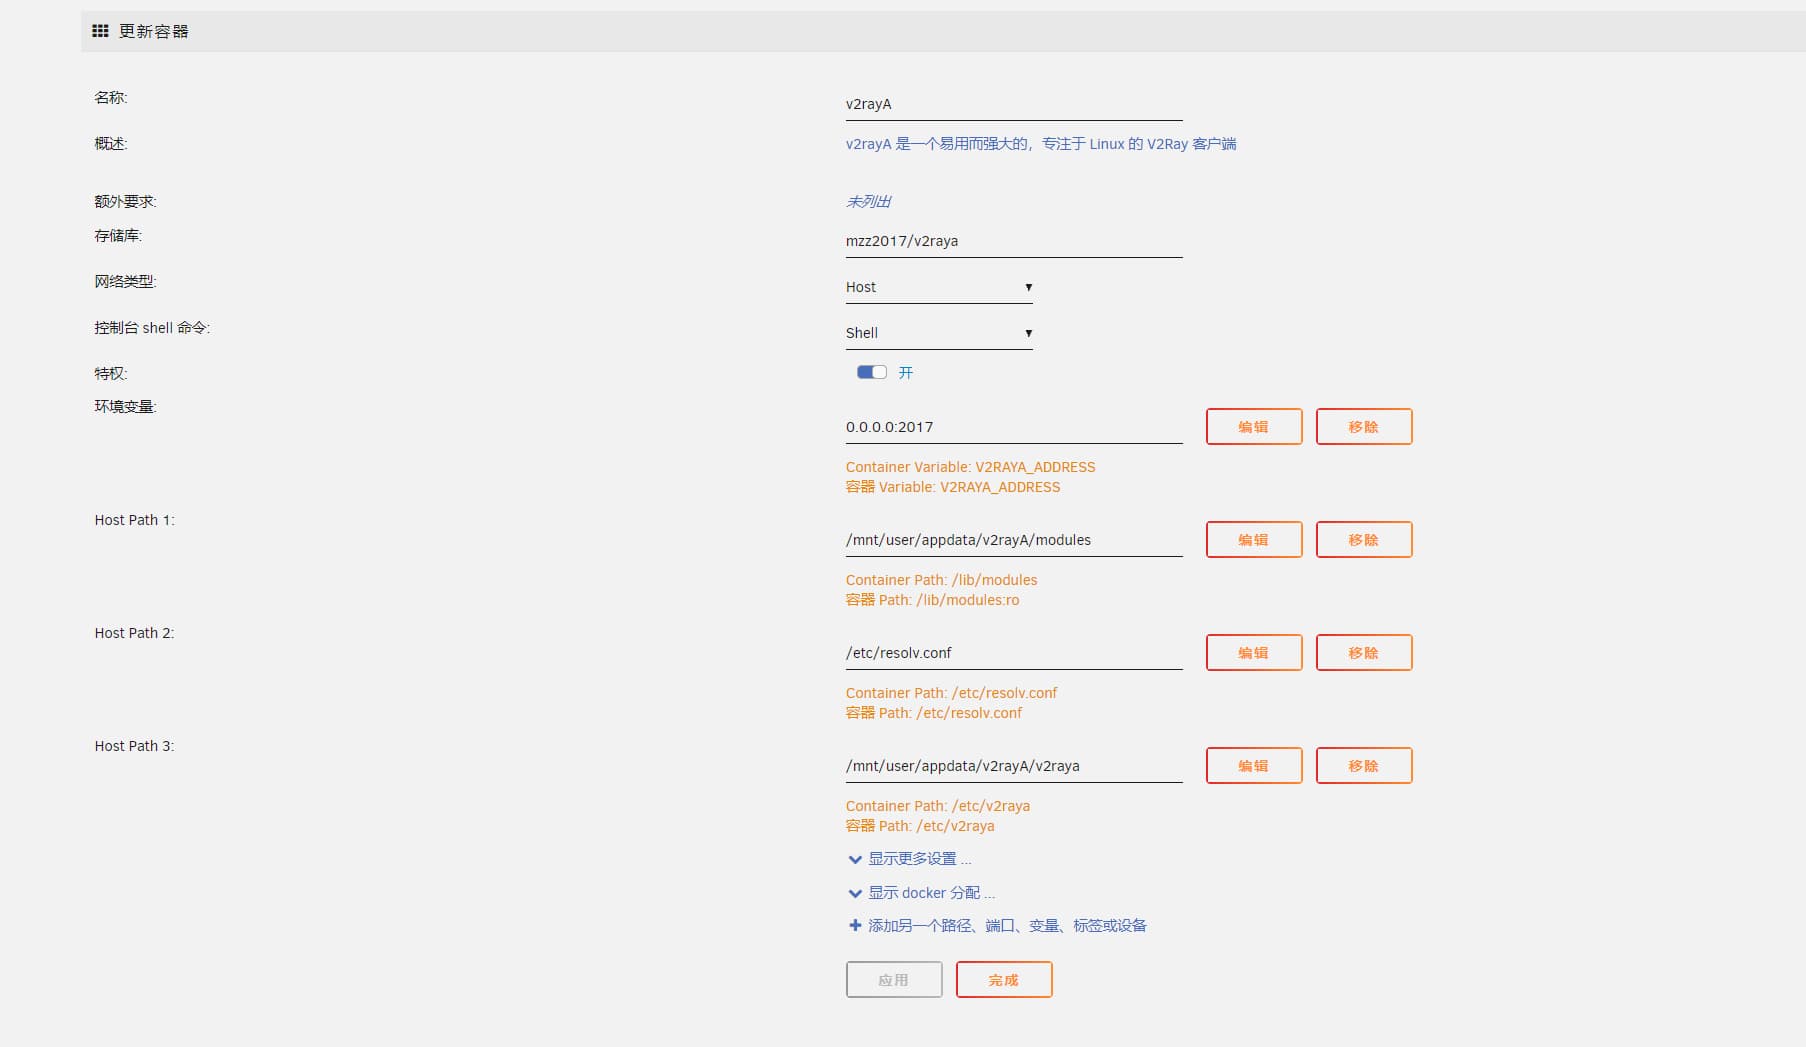 更新容器
名称:
v2rayA
概述:
v2rayA 是一个易用而强大的，专注于 Linux 的 V2Ray 客户端
额外要求:
未列出
存储库:
mzz2017/v2raya
网络类型:
Host
控制台 shell 命令:
Shell
特权:
开
环境变量:
0.0.0.0:2017
编辑
移除
Container Variable: V2RAYA_ADDRESS
容器 Variable: V2RAYA_ADDRESS
Host Path 1:
/mnt/user/appdata/v2rayA/modules
编辑
移除
Container Path: /lib/modules
容器 Path: /lib/modules:ro
Host Path 2:
/etc/resolv.conf
编辑
移除
Container Path: /etc/resolv.conf
容器 Path: /etc/resolv.conf
Host Path 3:
/mnt/user/appdata/v2rayA/v2raya
编辑
移除
Container Path: /etc/v2raya
容器 Path: /etc/v2raya
显示更多设置 ...
显示 docker 分配 ...
添加另一个路径、端口、变量、标签或设备
应用
完成